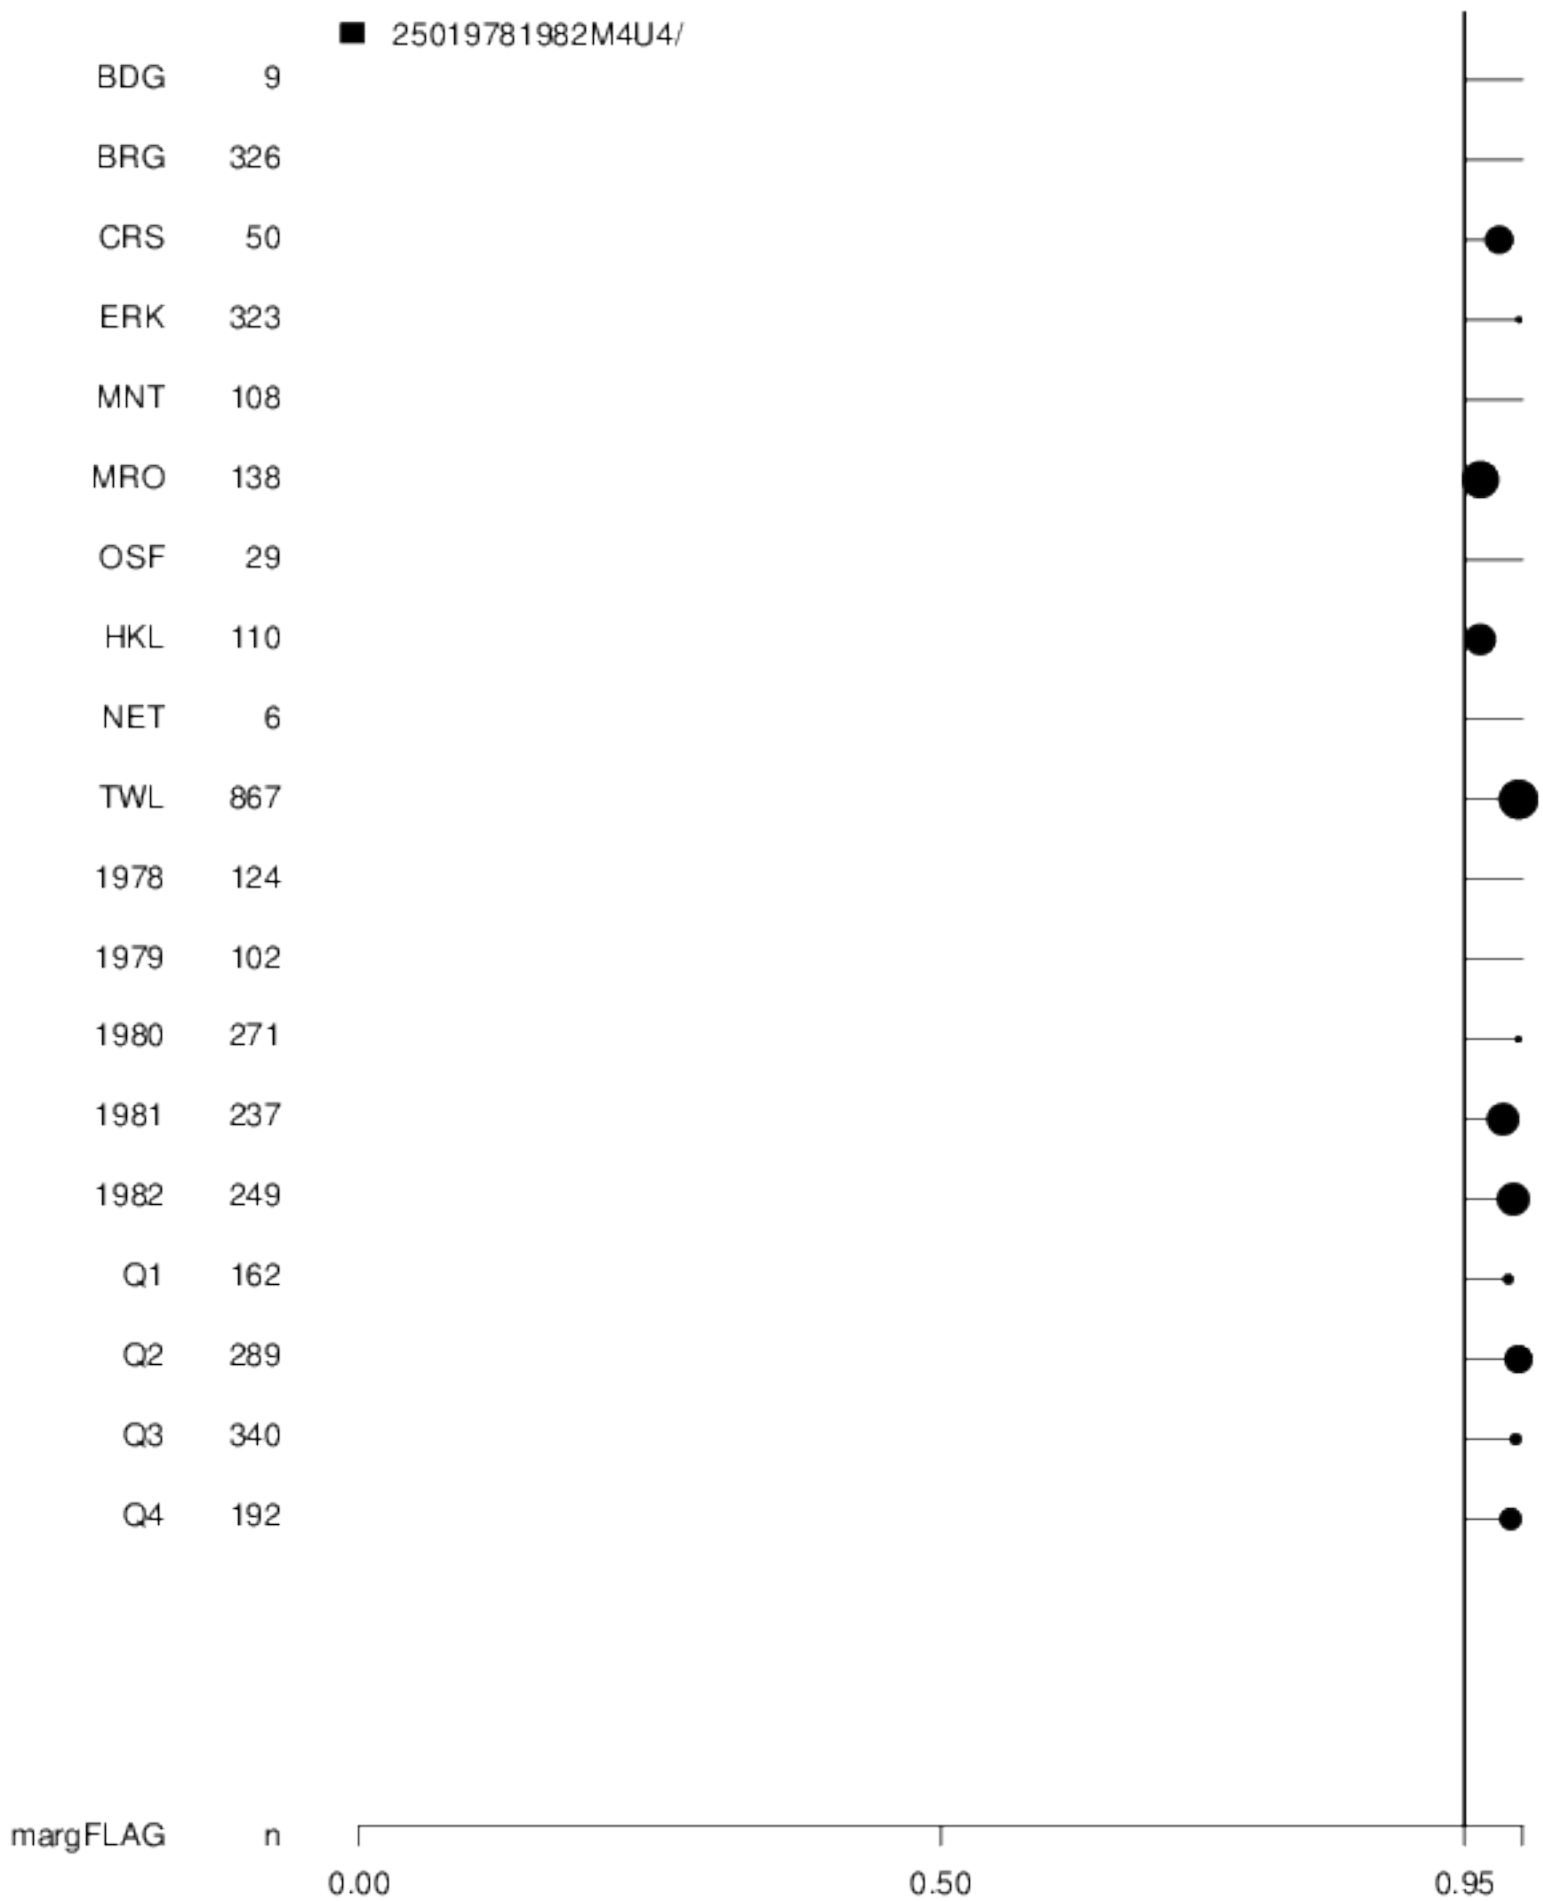 25019781982M4U4/
BDG 9
BRG 326
CRS 50
ERK 323
MNT 108
MRO 138
OSF 29
HKL 110
NET 6
TWL 867
1978 124
1979 102
1980 271
1981 237
1982 249
Q1 162
Q2 289
Q3 340
Q4 192
margFLAG n
0.00 0.50 0.95